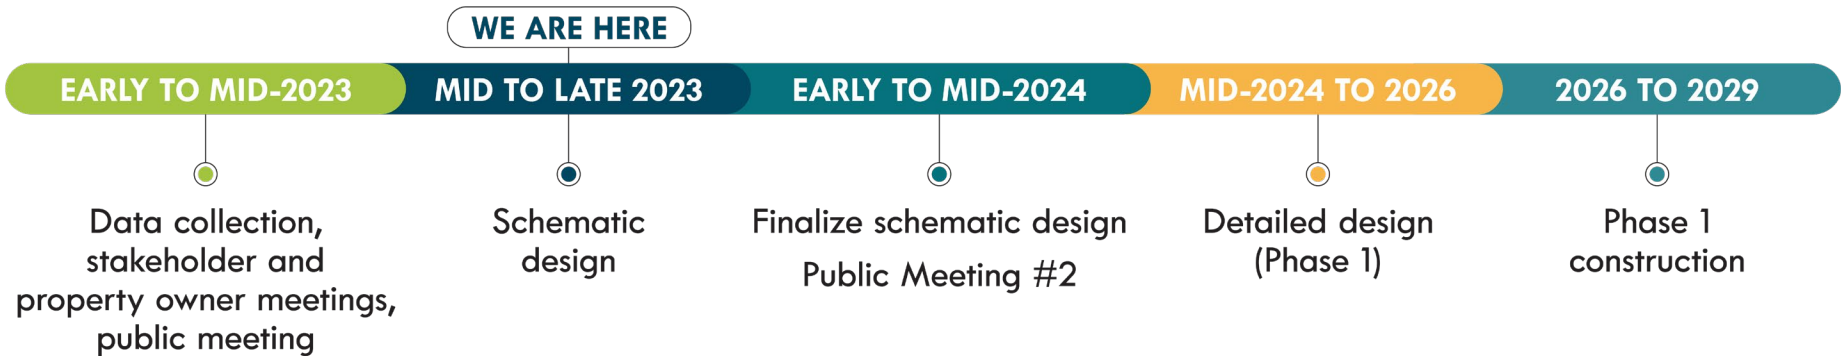 WE ARE HERE
EARLY TO MID-2023
MID TO LATE 2023
EARLY TO MID-2024
MID-2024 TO 2026
2026 TO 2029
Data collection,
stakeholder and
property owner meetings,
public meeting
Schematic
design
Finalize schematic design
Public Meeting #2
Detailed design
(Phase 1)
Phase 1
construction